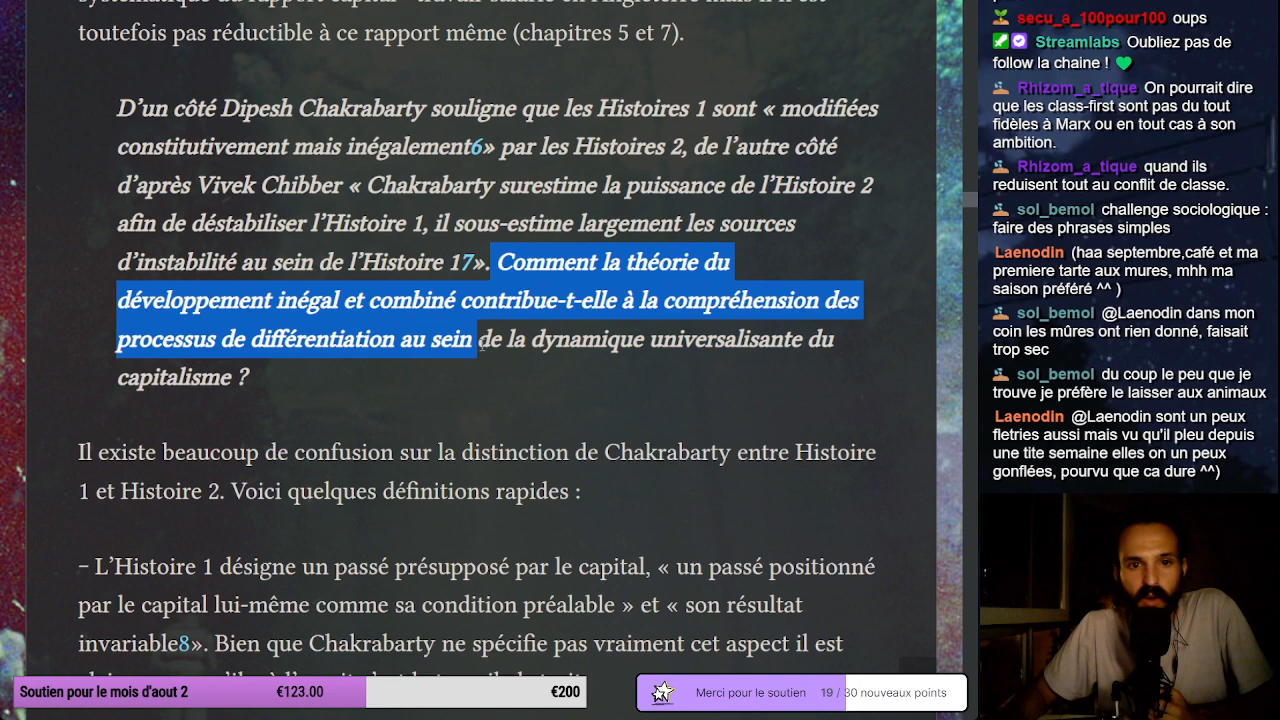 systématique du rapport capital - travail salarié en Angleterre mais il n'est
toutefois pas réductible à ce rapport même (chapitres 5 et 7).
D'un côté Dipesh Chakrabarty souligne que les Histoires 1 sont « modifiées
constitutivement mais inégalement6» par les Histoires 2, de l'autre côté
d'après Vivek Chibber « Chakrabarty surestime la puissance de l'Histoire 2
afin de déstabiliser l'Histoire 1, il sous-estime largement les sources
d'instabilité au sein de l'Histoire 17». Comment la théorie du
développement inégal et combiné contribue-t-elle à la compréhension des
processus de différentiation au sein de la dynamique universalisante du
capitalisme ?
Il existe beaucoup de confusion sur la distinction de Chakrabarty entre Histoire
1 et Histoire 2. Voici quelques définitions rapides :
– L'Histoire 1 désigne un passé présupposé par le capital, « un passé positionné
par le capital lui-même comme sa condition préalable » et « son résultat
invariable8». Bien que Chakrabarty ne spécifie pas vraiment cet aspect il est
Soutien pour le mois d'aout 2 €123.00 €200
Merci pour le soutien 19 / 30 nouveaux points
secu_a_100pour100 oups
Streamlabs Oubliez pas de
follow la chaine !
Rhizom_a_tique On pourrait dire
que les class-first sont pas du tout
fidèles à Marx ou en tout cas à son
ambition.
Rhizom_a_tique quand ils
reduisent tout au conflit de classe.
sol_bemol challenge sociologique :
faire des phrases simples
Laenodin (haa septembre,café et ma
premiere tarte aux mures, mhh ma
saison préféré ^^ )
sol_bemol @Laenodin dans mon
coin les mûres ont rien donné, faisait
trop sec
sol_bemol du coup le peu que je
trouve je préfère le laisser aux animaux
Laenodin @Laenodin sont un peux
fletries aussi mais vu qu'il pleu depuis
une tite semaine elles on un peux
gonflées, pourvu que ca dure ^^)